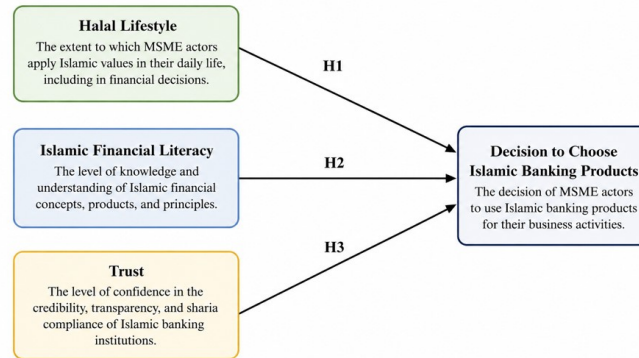 Halal Lifestyle
The extent to which MSME actors
apply Islamic values in their daily life,
including in financial decisions.
H1
Islamic Financial Literacy
The level of knowledge and
understanding of Islamic financial
concepts, products, and principles.
H2
Decision to Choose
Islamic Banking Products
The decision of MSME actors
to use Islamic banking products
for their business activities.
H3
Trust
The level of confidence in the
credibility, transparency, and sharia
compliance of Islamic banking
institutions.